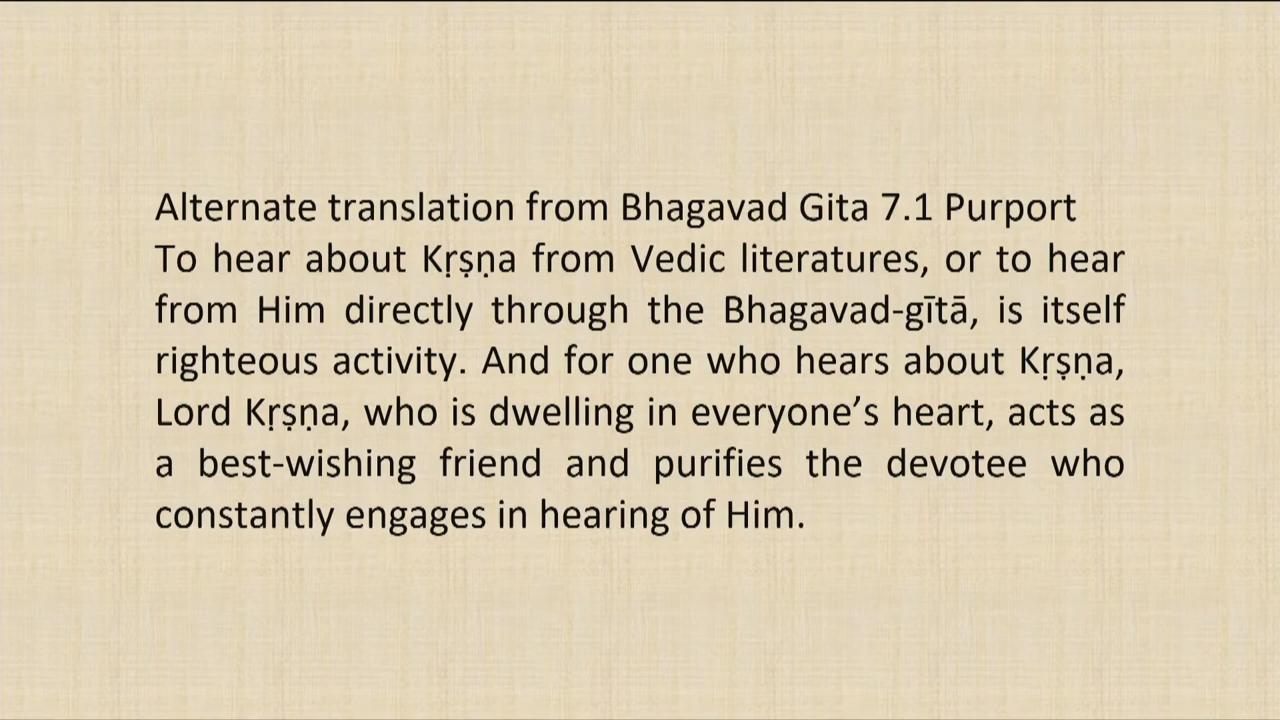 Alternate translation from Bhagavad Gita 7.1 Purport
To hear about Kṛṣṇa from Vedic literatures, or to hear
from Him directly through the Bhagavad-gītā, is itself
righteous activity. And for one who hears about Kṛṣṇa,
Lord Kṛṣṇa, who is dwelling in everyone’s heart, acts as
a best-wishing friend and purifies the devotee who
constantly engages in hearing of Him.